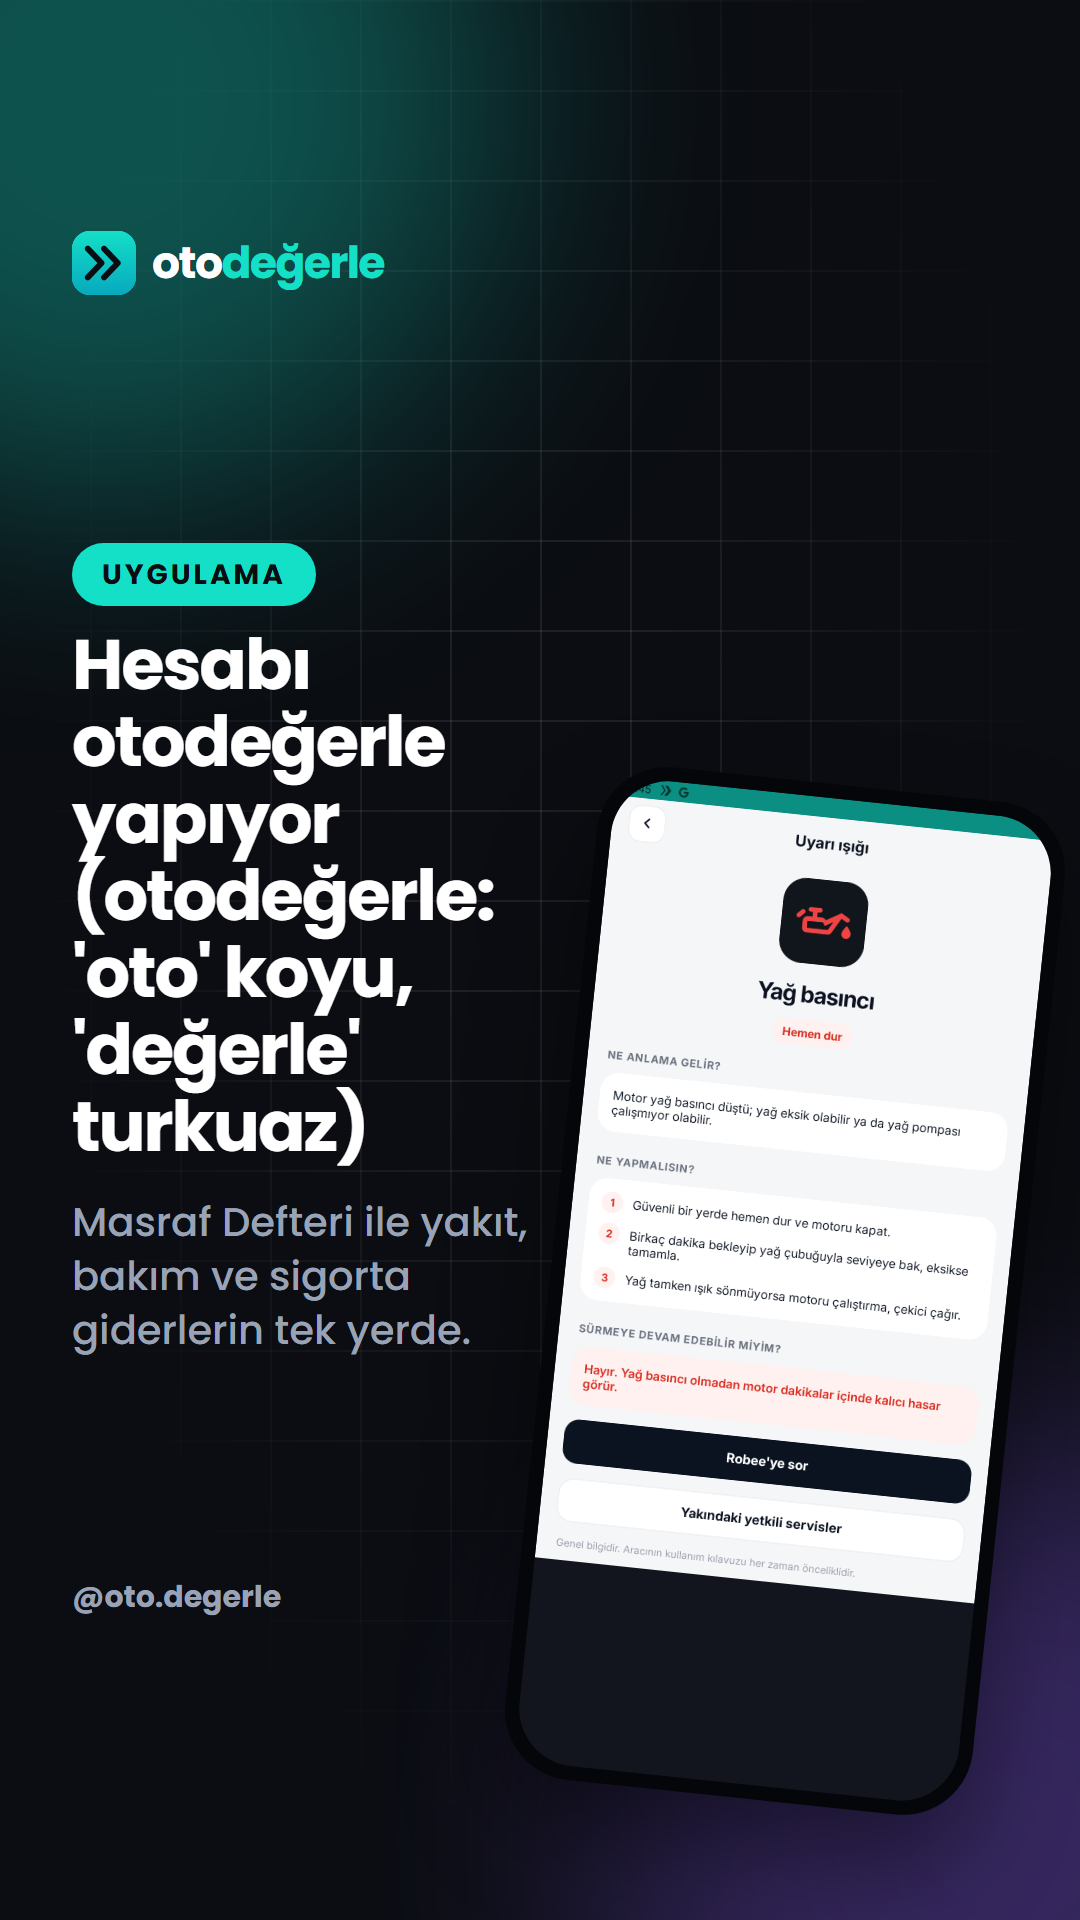 otodeğerle
UYGULAMA
Hesabı
otodeğerle
yapıyor
(otodeğerle:
'oto' koyu,
'değerle'
turkuaz)
Masraf Defteri ile yakıt,
bakım ve sigorta
giderlerin tek yerde.
@oto.degerle
Uyarı ışığı
Yağ basıncı
Hemen dur
NE ANLAMA GELİR?
Motor yağ basıncı düştü; yağ eksik olabilir ya da yağ pompası
çalışmıyor olabilir.
NE YAPMALISIN?
1 Güvenli bir yerde hemen dur ve motoru kapat.
2 Birkaç dakika bekleyip yağ çubuğuyla seviyeye bak, eksikse
tamamla.
3 Yağ tamken ışık sönmüyorsa motoru çalıştırma, çekici çağır.
SÜRMEYE DEVAM EDEBİLİR MİYİM?
Hayır. Yağ basıncı olmadan motor dakikalar içinde kalıcı hasar
görür.
Robee'ye sor
Yakındaki yetkili servisler
Genel bilgidir. Aracının kullanım kılavuzu her zaman önceliklidir.